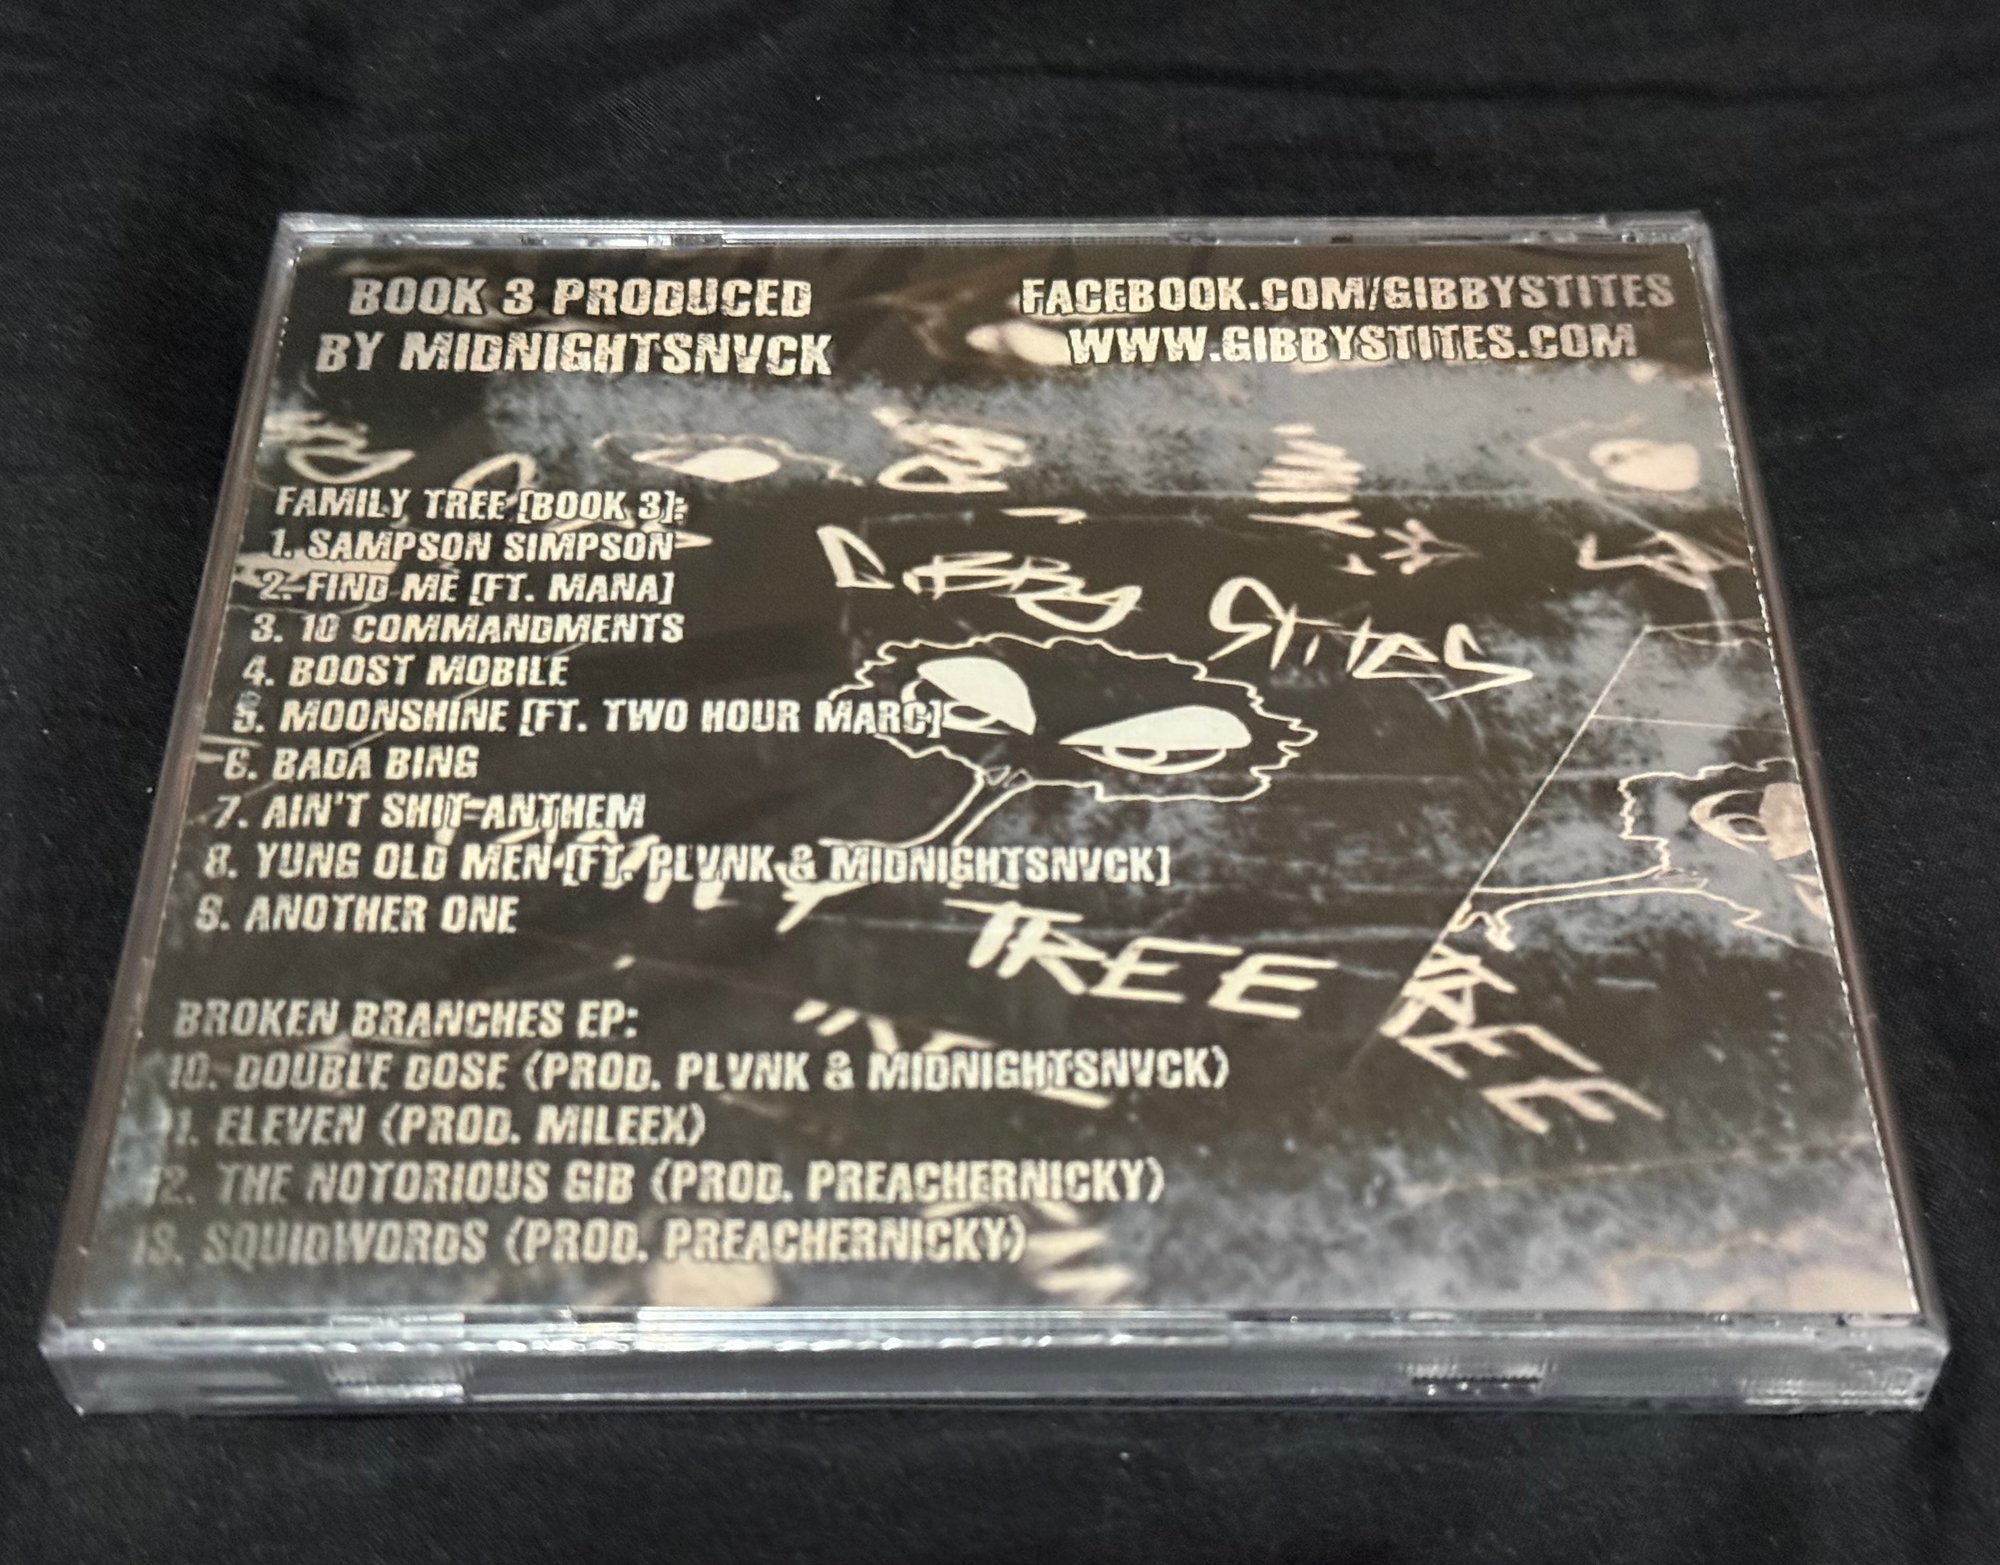 BOOK 3 PRODUCED
BY MIDNIGHTSNVCK
FACEBOOK.COM/GIBBYSTITES
WWW.GIBBYSTITES.COM
FAMILY TREE [BOOK 3]:
1. SAMPSON SIMPSON
2. FIND ME [FT. MANA]
3. 10 COMMANDMENTS
4. BOOST MOBILE
5. MOONSHINE [FT. TWO HOUR MARC]
6. BADA BING
7. AIN'T SHIT ANTHEM
8. YUNG OLD MEN [FT. PLVNK & MIDNIGHTSNVCK]
9. ANOTHER ONE
BROKEN BRANCHES EP:
10. DOUBLE DOSE (PROD. PLVNK & MIDNIGHTSNVCK)
11. ELEVEN (PROD. MILEEX)
12. THE NOTORIOUS GIB (PROD. PREACHERNICKY)
13. SQUIDWORDS (PROD. PREACHERNICKY)
GIBBY STITES
FAMILY TREE
TREE